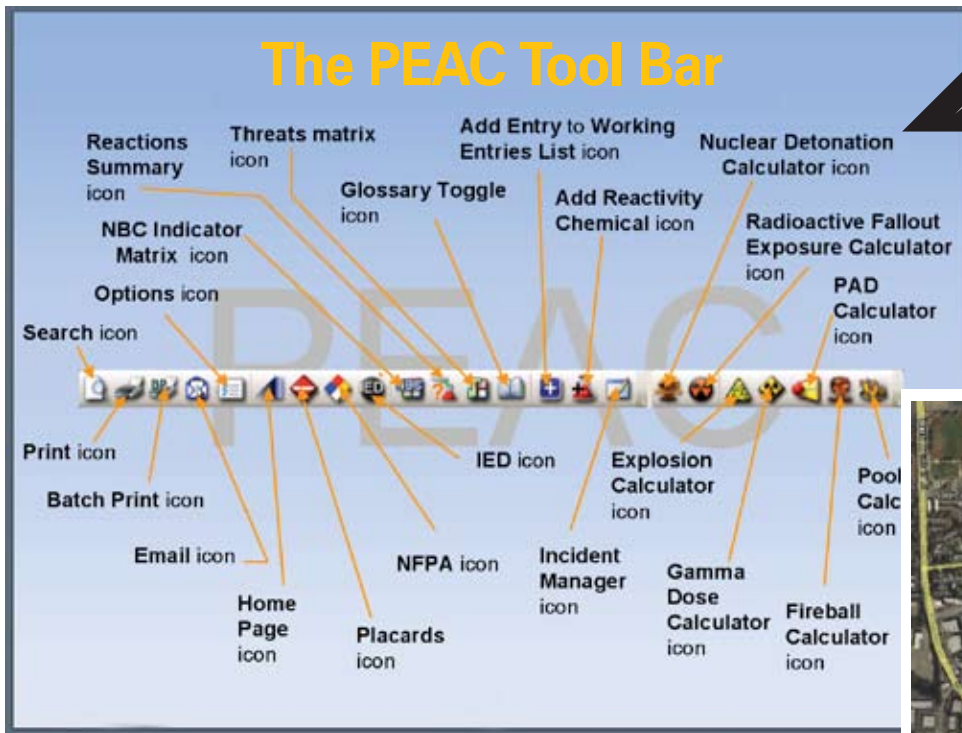 The PEAC Tool Bar
Reactions
Summary
icon
Threats matrix
icon
Add Entry to Working
Entries List icon
Nuclear Detonation
Calculator icon
Glossary Toggle
icon
Add Reactivity
Chemical icon
Radioactive Fallout
Exposure Calculator
icon
NBC Indicator
Matrix icon
Options icon
PAD
Calculator
icon
Search icon
PEAC
BP
IED
Print icon
Batch Print icon
Email icon
Home
Page
icon
Placards
icon
NFPA icon
IED icon
Incident
Manager
icon
Explosion
Calculator
icon
Gamma
Dose
Calculator
icon
Fireball
Calculator
icon
Pool
Calc
icon